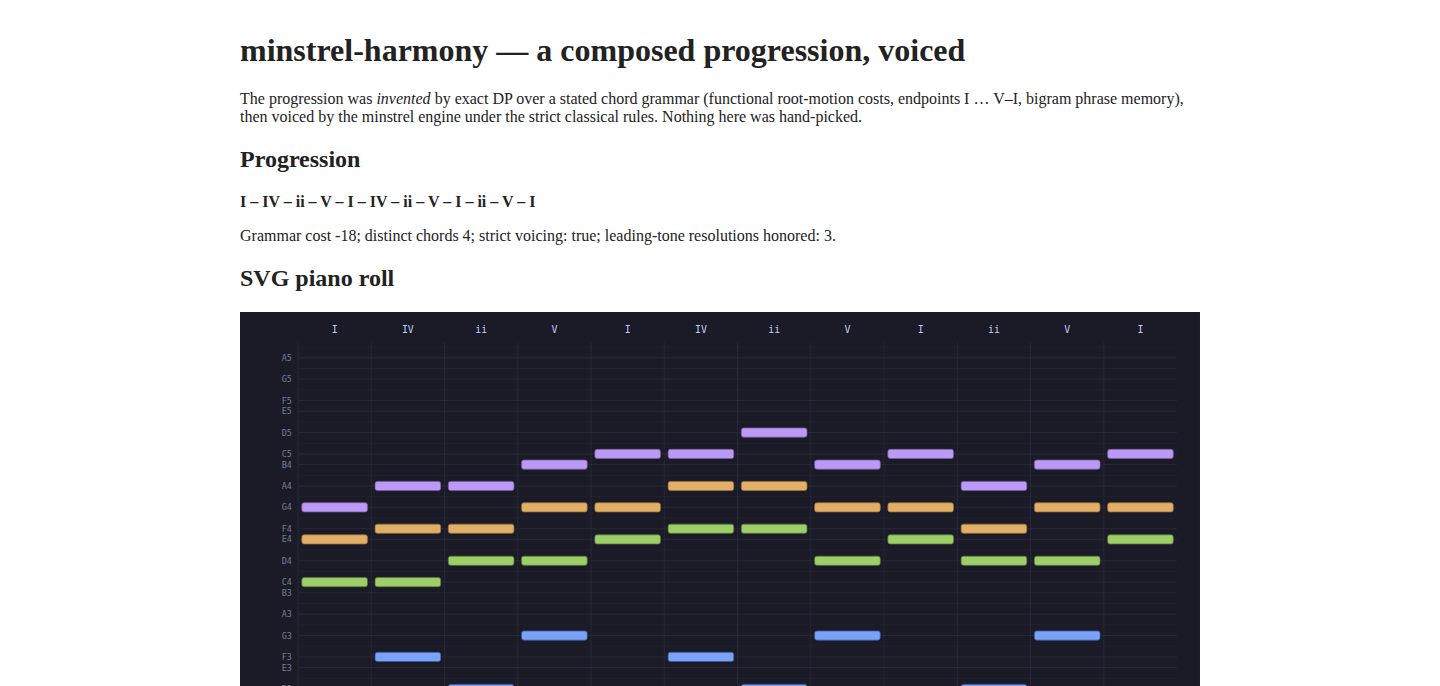 minstrel-harmony — a composed progression, voiced
The progression was invented by exact DP over a stated chord grammar (functional root-motion costs, endpoints I … V–I, bigram phrase memory),
then voiced by the minstrel engine under the strict classical rules. Nothing here was hand-picked.
Progression
I – IV – ii – V – I – IV – ii – V – I – ii – V – I
Grammar cost -18; distinct chords 4; strict voicing: true; leading-tone resolutions honored: 3.
SVG piano roll
I IV ii V I IV ii V I ii V I
A5
G5
F5
E5
D5
C5
B4
A4
G4
F4
E4
D4
C4
B3
A3
G3
F3
E3